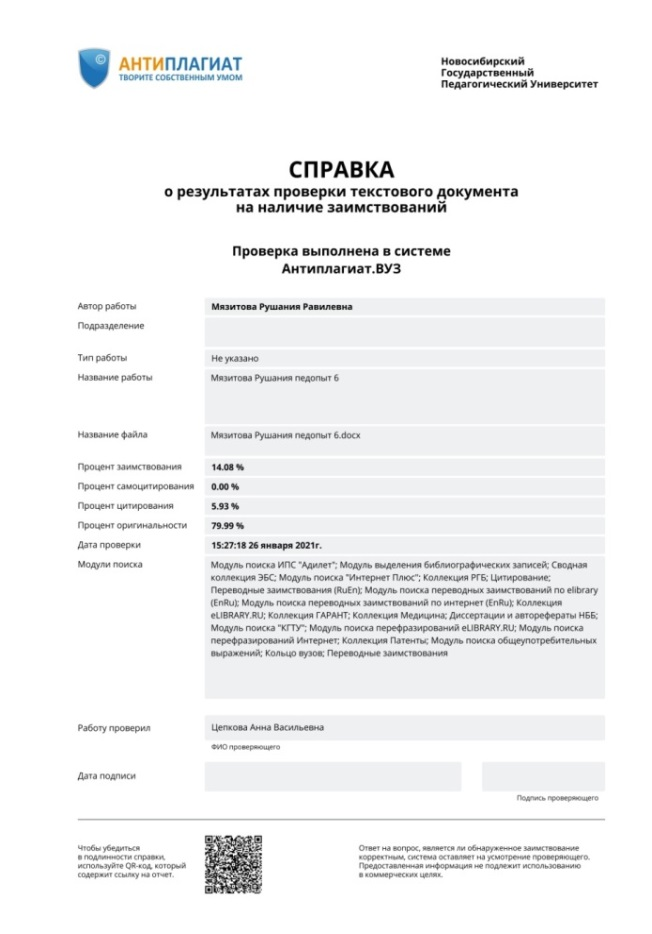 АНТИПЛАГИАТ
ТВОРИТЕ СОБСТВЕННЫМ УМОМ
Новосибирский
Государственный
Педагогический Университет
СПРАВКА
о результатах проверки текстового документа
на наличие заимствований
Проверка выполнена в системе
Антиплагиат.ВУЗ
Автор работы Мязитова Рушания Равилевна
Подразделение
Тип работы Не указано
Название работы Мязитова Рушания педопыт 6
Название файла Мязитова Рушания педопыт 6.docx
Процент заимствования 14.08 %
Процент самоцитирования 0.00 %
Процент цитирования 5.93 %
Процент оригинальности 79.99 %
Дата проверки 15:27:18 26 января 2021г.
Модули поиска Модуль поиска ИПС "Адилет"; Модуль выделения библиографических записей; Сводная
коллекция ЭБС; Модуль поиска "Интернет Плюс"; Коллекция РГБ; Цитирование;
Переводные заимствования (RuEn); Модуль поиска переводных заимствований по elibrary
(EnRu); Модуль поиска переводных заимствований по интернет (EnRu); Коллекция
eLIBRARY.RU; Коллекция ГАРАНТ; Коллекция Медицина; Диссертации и авторефераты НББ;
Модуль поиска "КГТУ"; Модуль поиска перефразирований eLIBRARY.RU; Модуль поиска
перефразирований Интернет; Коллекция Патенты; Модуль поиска общеупотребительных
выражений; Кольцо вузов; Переводные заимствования
Работу проверил Цепкова Анна Васильевна
ФИО проверяющего
Дата подписи
Подпись проверяющего
Чтобы убедиться
в подлинности справки,
используйте QR-код, который
содержит ссылку на отчет.
Ответ на вопрос, является ли обнаруженное заимствование
корректным, система оставляет на усмотрение проверяющего.
Предоставленная информация не подлежит использованию
в коммерческих целях.